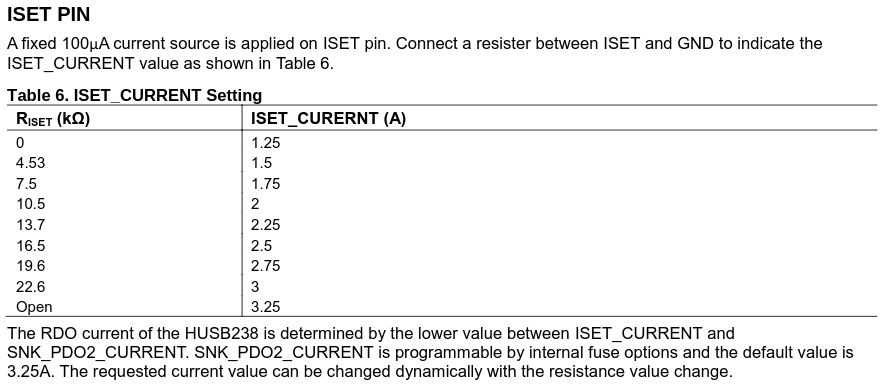 ISET PIN
A fixed 100μA current source is applied on ISET pin. Connect a resister between ISET and GND to indicate the
ISET_CURRENT value as shown in Table 6.
Table 6. ISET_CURRENT Setting
RISET (kΩ) ISET_CURERNT (A)
0 1.25
4.53 1.5
7.5 1.75
10.5 2
13.7 2.25
16.5 2.5
19.6 2.75
22.6 3
Open 3.25
The RDO current of the HUSB238 is determined by the lower value between ISET_CURRENT and
SNK_PDO2_CURRENT. SNK_PDO2_CURRENT is programmable by internal fuse options and the default value is
3.25A. The requested current value can be changed dynamically with the resistance value change.